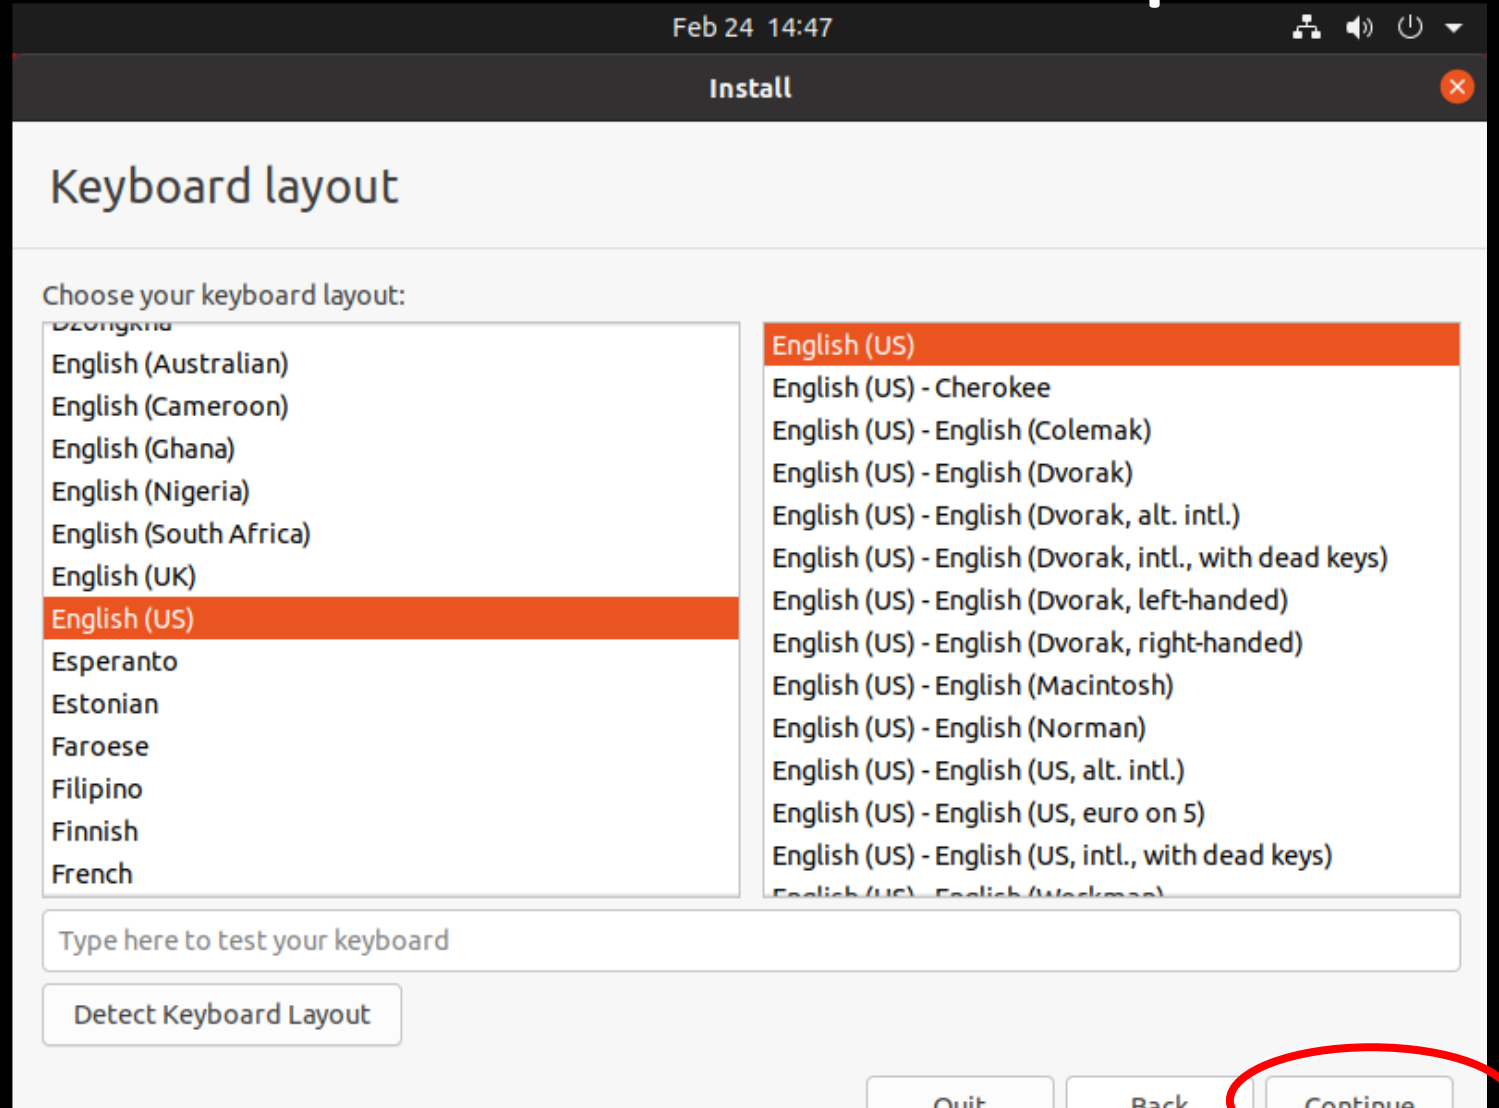 Feb 24 14:47
Install
Keyboard layout
Choose your keyboard layout:
Dzongkha
English (Australian)
English (Cameroon)
English (Ghana)
English (Nigeria)
English (South Africa)
English (UK)
English (US)
Esperanto
Estonian
Faroese
Filipino
Finnish
French
English (US)
English (US) - Cherokee
English (US) - English (Colemak)
English (US) - English (Dvorak)
English (US) - English (Dvorak, alt. intl.)
English (US) - English (Dvorak, intl., with dead keys)
English (US) - English (Dvorak, left-handed)
English (US) - English (Dvorak, right-handed)
English (US) - English (Macintosh)
English (US) - English (Norman)
English (US) - English (US, alt. intl.)
English (US) - English (US, euro on 5)
English (US) - English (US, intl., with dead keys)
English (US) - English (Workman)
Type here to test your keyboard
Detect Keyboard Layout
Quit Back Continue